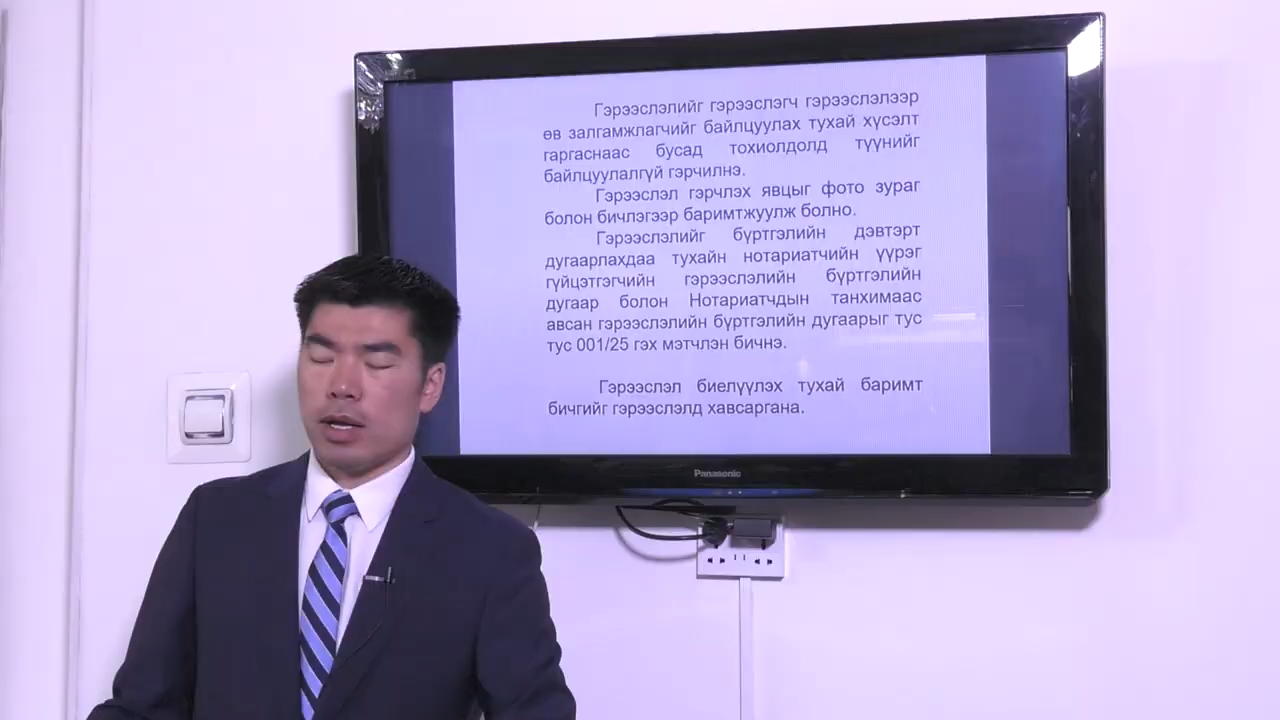 Гэрээслэлийг гэрээслэгч гэрээслэлээр
өв залгамжлагчийг байлцуулах тухай хүсэлт
гаргаснаас бусад тохиолдолд түүнийг
байлцуулалгүй гэрчилнэ.
Гэрээслэл гэрчлэх явцыг фото зураг
болон бичлэгээр баримтжуулж болно.
Гэрээслэлийг бүртгэлийн дэвтэрт
дугаарлахдаа тухайн нотариатчийн үүрэг
гүйцэтгэгчийн гэрээслэлийн бүртгэлийн
дугаар болон Нотариатчдын танхимаас
авсан гэрээслэлийн бүртгэлийн дугаарыг тус
тус 001/25 гэх мэтчлэн бичнэ.
Гэрээслэл биелүүлэх тухай баримт
бичгийг гэрээслэлд хавсаргана.
Panasonic